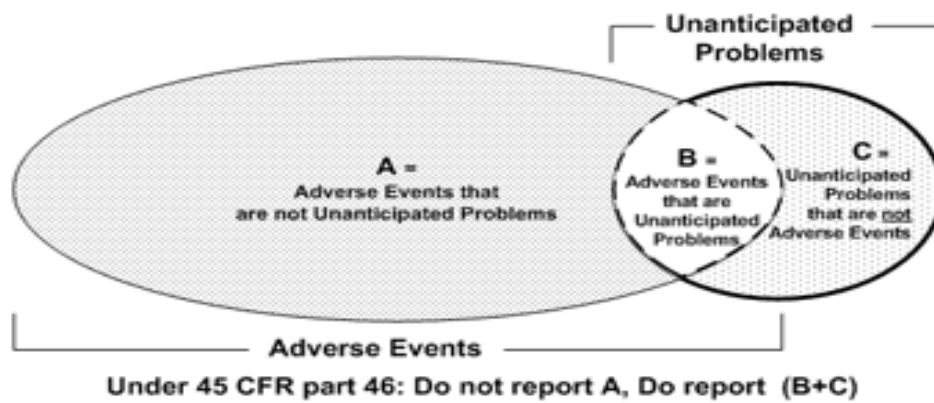 Unanticipated
Problems
A =
Adverse Events that
are not Unanticipated Problems
B =
Adverse Events
that are
Unanticipated
Problems
C =
Unanticipated
Problems
that are not
Adverse Events
Adverse Events
Under 45 CFR part 46: Do not report A, Do report (B+C)